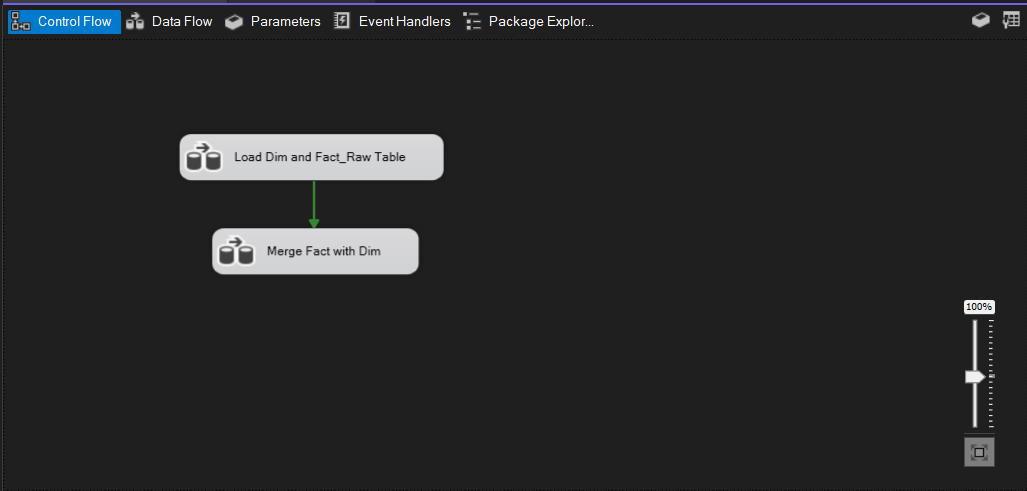 Control Flow Data Flow Parameters Event Handlers Package Explor...
Load Dim and Fact_Raw Table
Merge Fact with Dim
100%